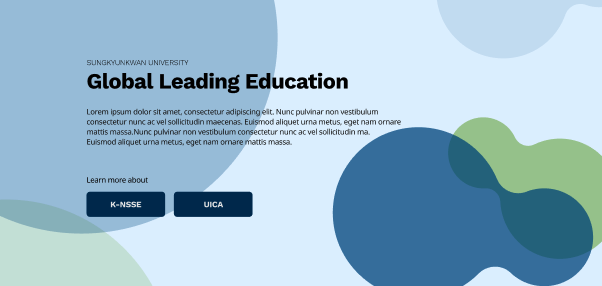 SUNGKYUNKWAN UNIVERSITY
Global Leading Education
Lorem ipsum dolor sit amet, consectetur adipiscing elit. Nunc pulvinar non vestibulum
consectetur nunc ac vel sollicitudin maecenas. Euismod aliquet urna metus, eget nam ornare
mattis massa.Nunc pulvinar non vestibulum consectetur nunc ac vel sollicitudin ma.
Euismod aliquet urna metus, eget nam ornare mattis massa.
Learn more about
K-NSSE UICA